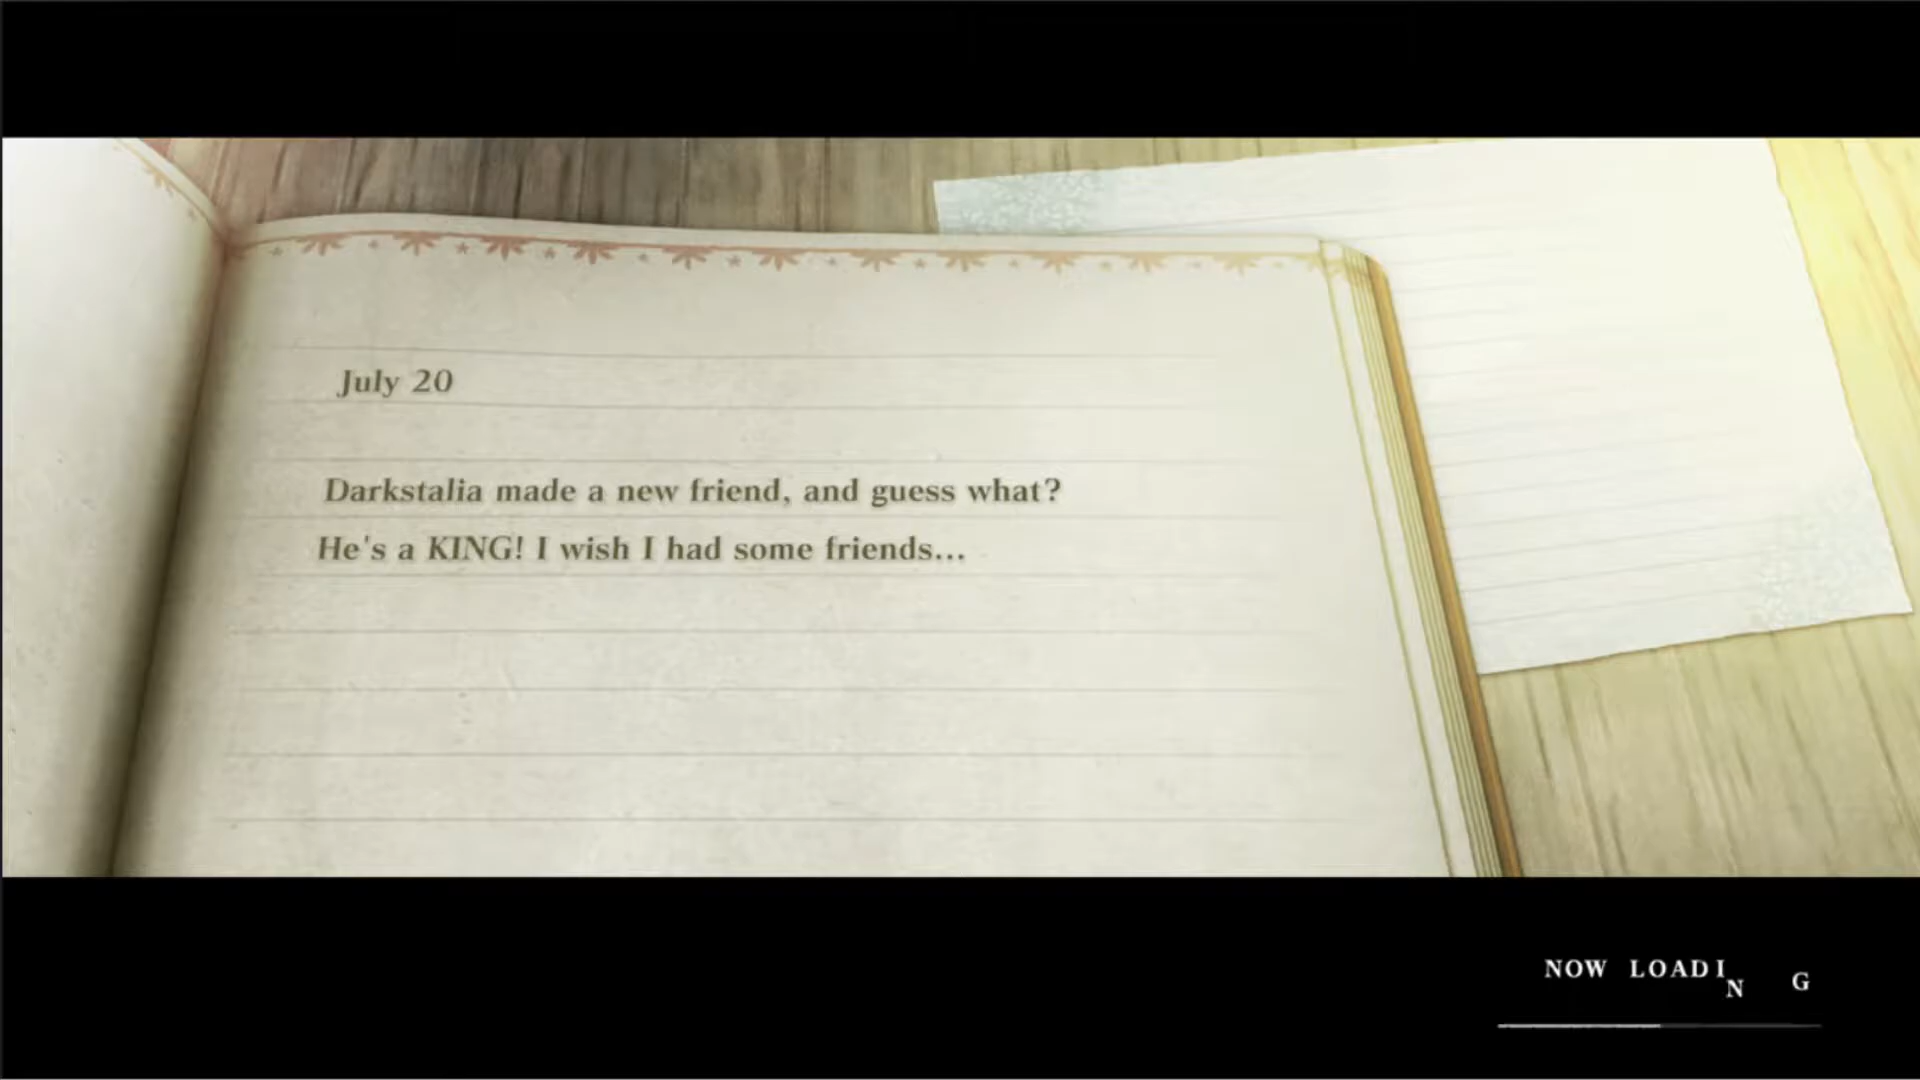 July 20
Darkstalia made a new friend, and guess what?
He's a KING! I wish I had some friends...
NOW LOADING